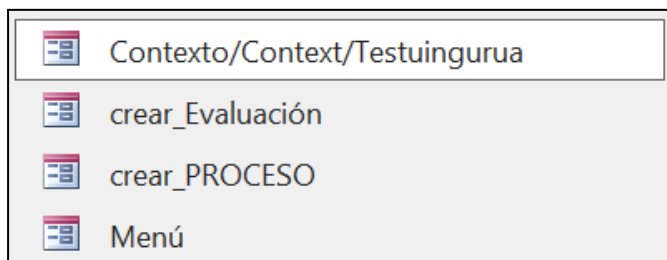 Contexto/Context/Testuingurua
crear_Evaluación
crear_PROCESO
Menú